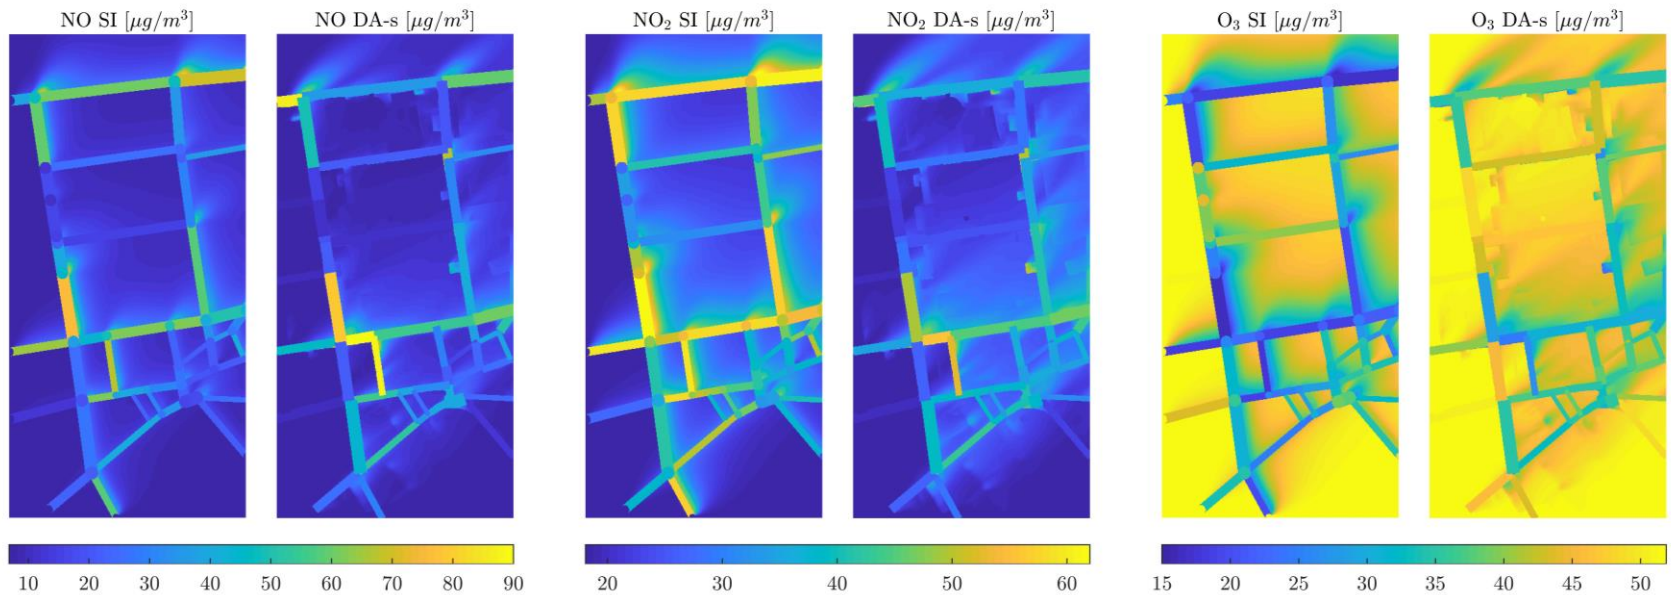 NO SI [μg/m³] NO DA-s [μg/m³] NO₂ SI [μg/m³] NO₂ DA-s [μg/m³] O₃ SI [μg/m³] O₃ DA-s [μg/m³]
10 20 30 40 50 60 70 80 90 20 30 40 50 60 15 20 25 30 35 40 45 50